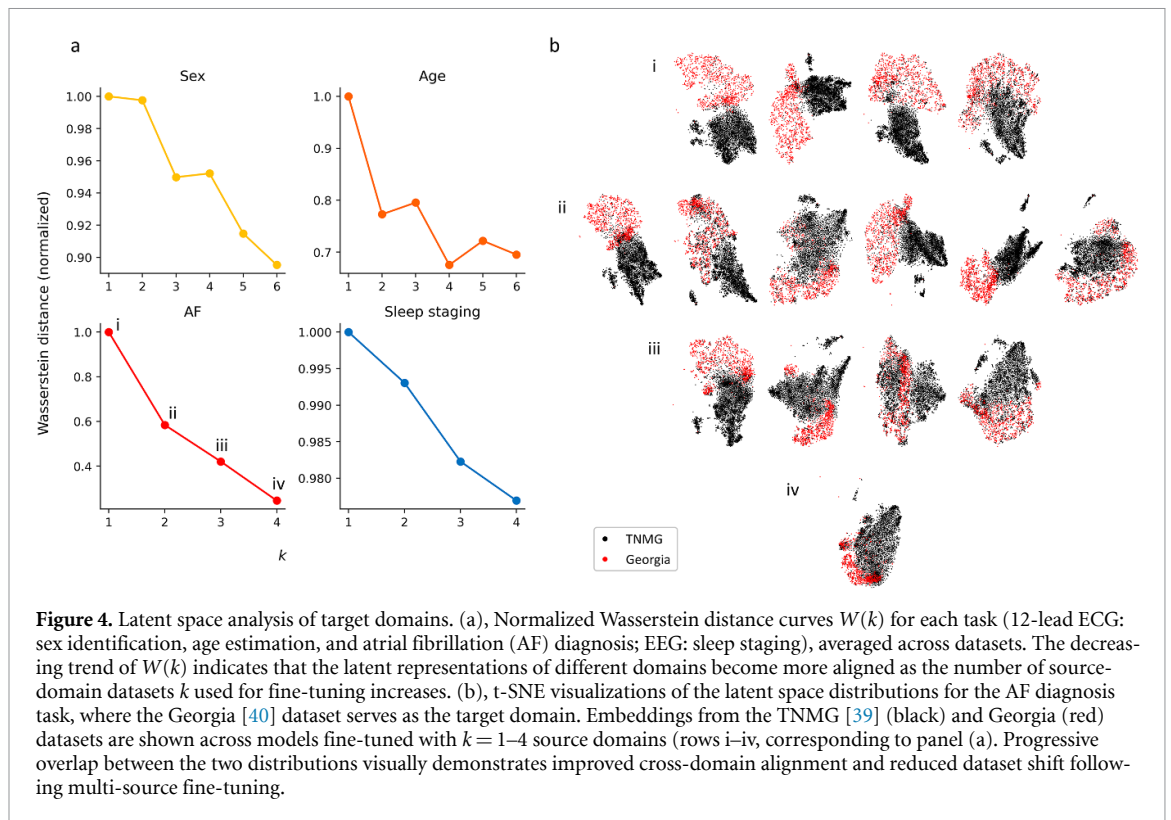 a
b
Sex
Age
1.00
0.98
0.96
0.94
0.92
0.90
1 2 3 4 5 6
1.0
0.9
0.8
0.7
1 2 3 4 5 6
Wasserstein distance (normalized)
AF
Sleep staging
1.0
0.8
0.6
0.4
i
ii
iii
iv
1 2 3 4
k
1.000
0.995
0.990
0.985
0.980
1 2 3 4
i
ii
iii
iv
TNMG
Georgia
Figure 4. Latent space analysis of target domains. (a), Normalized Wasserstein distance curves W(k) for each task (12-lead ECG:
sex identification, age estimation, and atrial fibrillation (AF) diagnosis; EEG: sleep staging), averaged across datasets. The decreas-
ing trend of W(k) indicates that the latent representations of different domains become more aligned as the number of source-
domain datasets k used for fine-tuning increases. (b), t-SNE visualizations of the latent space distributions for the AF diagnosis
task, where the Georgia [40] dataset serves as the target domain. Embeddings from the TNMG [39] (black) and Georgia (red)
datasets are shown across models fine-tuned with k = 1–4 source domains (rows i–iv, corresponding to panel (a). Progressive
overlap between the two distributions visually demonstrates improved cross-domain alignment and reduced dataset shift follow-
ing multi-source fine-tuning.